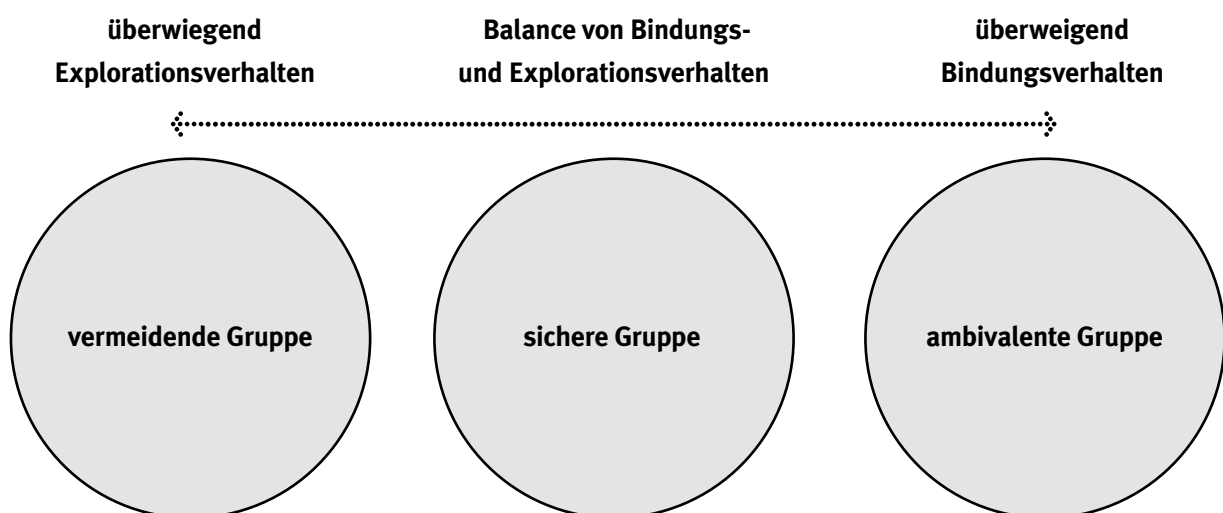 überwiegend
Explorationsverhalten
Balance von Bindungs-
und Explorationsverhalten
überweigend
Bindungsverhalten
vermeidende Gruppe
sichere Gruppe
ambivalente Gruppe